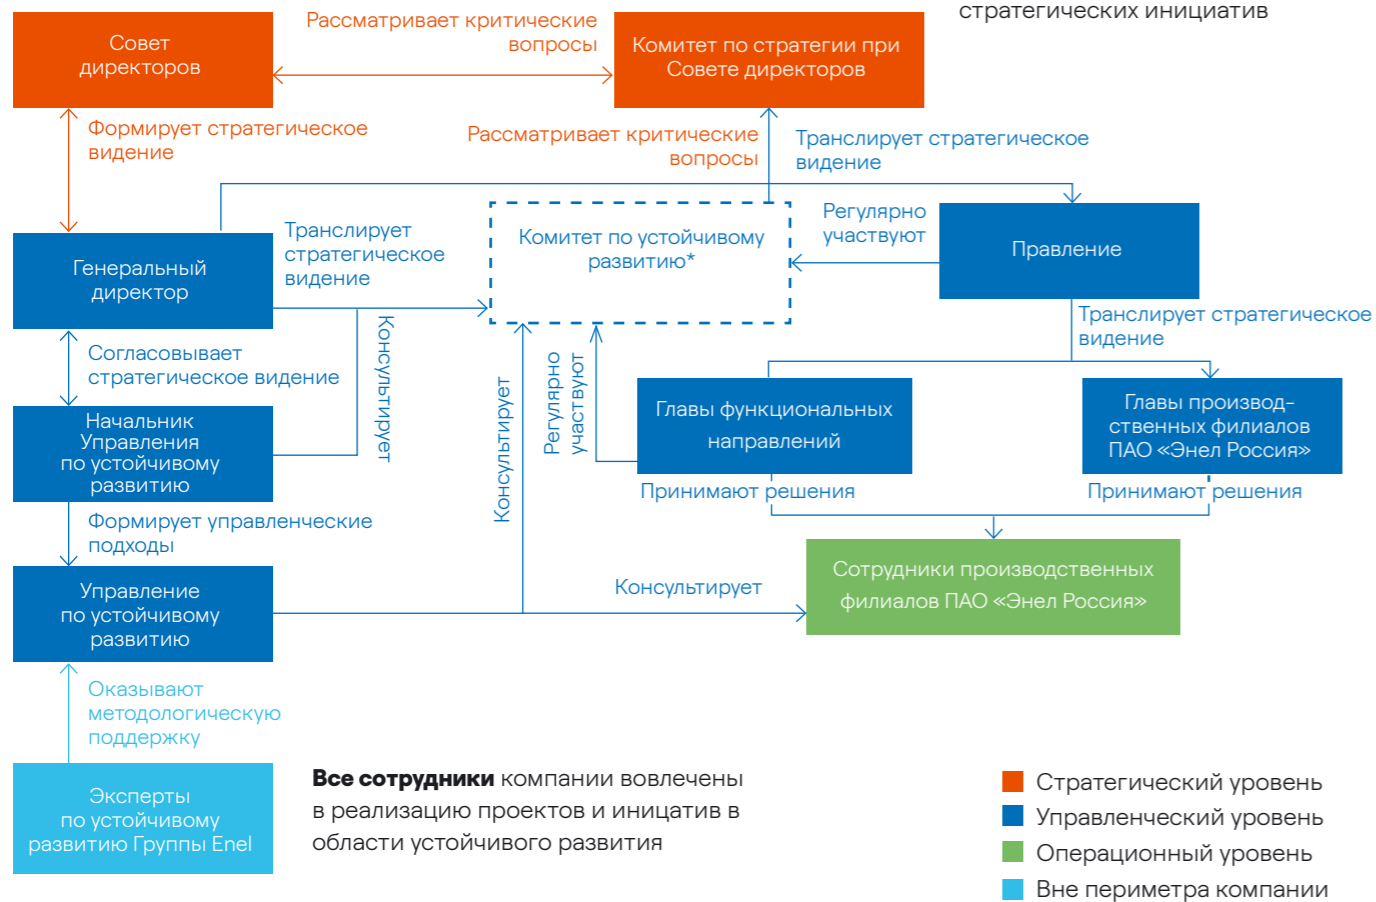 стратегических инициатив
Совет
директоров
Рассматривает критические
вопросы
Комитет по стратегии при
Совете директоров
Формирует стратегическое
видение
Рассматривает критические
вопросы
Транслирует стратегическое
видение
Генеральный
директор
Транслирует
стратегическое
видение
Комитет по устойчивому
развитию*
Регулярно
участвуют
Правление
Согласовывает
стратегическое видение
Консультирует
Транслирует стратегическое
видение
Начальник
Управления
по устойчивому
развитию
Консультирует
Регулярно
участвуют
Главы функциональных
направлений
Главы производ-
ственных филиалов
ПАО «Энел Россия»
Принимают решения
Принимают решения
Формирует управленческие
подходы
Управление
по устойчивому
развитию
Консультирует
Сотрудники производственных
филиалов ПАО «Энел Россия»
Оказывают
методологическую
поддержку
Эксперты
по устойчивому
развитию Группы Enel
Все сотрудники компании вовлечены
в реализацию проектов и иницатив в
области устойчивого развития
Стратегический уровень
Управленческий уровень
Операционный уровень
Вне периметра компании